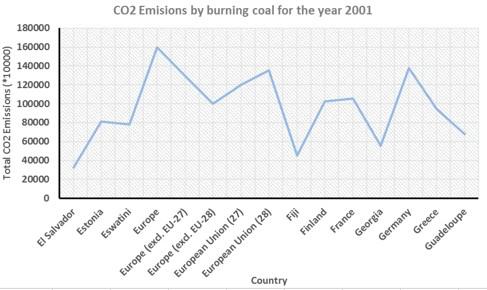 CO2 Emisions by burning coal for the year 2001
Total CO2 Emissions (*10000)
180000
160000
140000
120000
100000
80000
60000
40000
20000
0
El Salvador
Estonia
Eswatini
Europe
Europe (excl. EU-27)
Europe (excl. EU-28)
European Union (27)
European Union (28)
Fiji
Finland
France
Georgia
Germany
Greece
Guadeloupe
Country